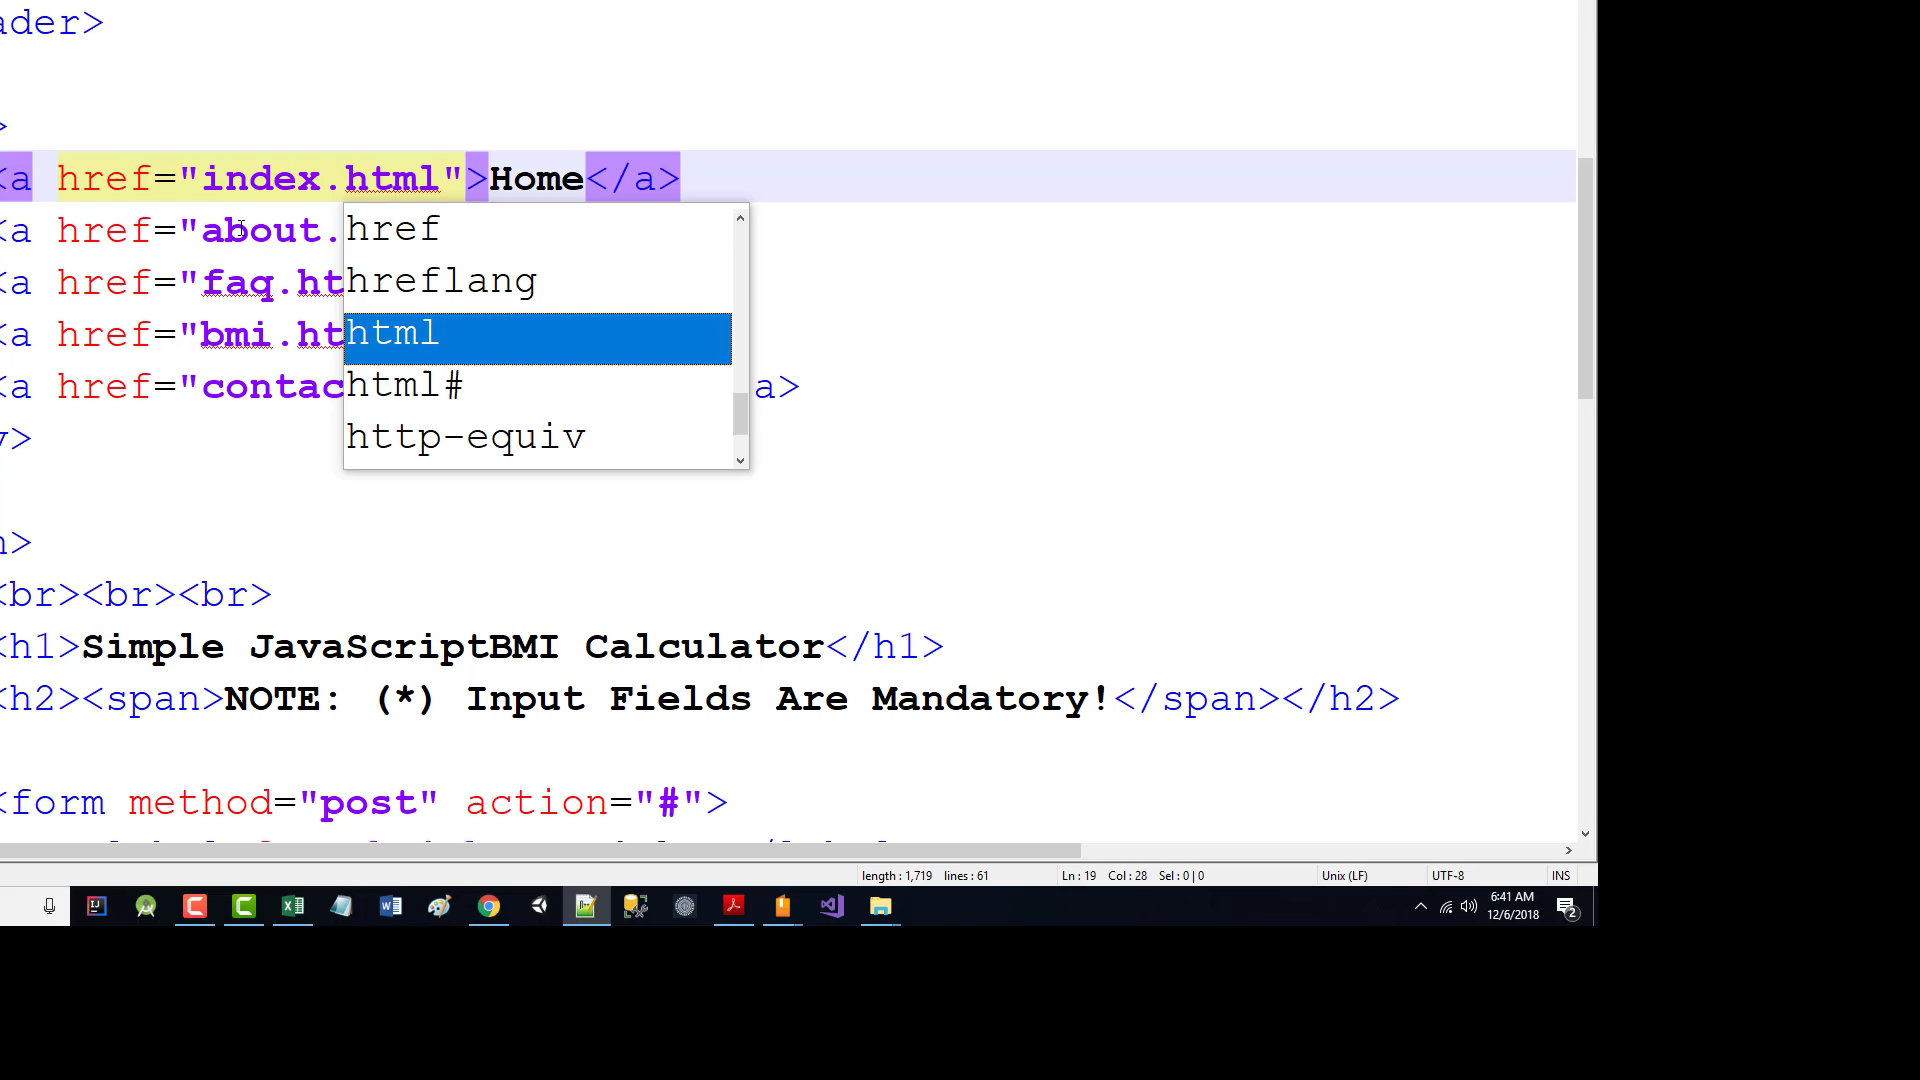 ader>
>
<a href="index.html">Home</a>
<a href="about.
<a href="faq.ht
<a href="bmi.ht
<a href="contac
a>
href
hreflang
html
html#
http-equiv
v>
n>
<br><br><br>
<h1>Simple JavaScriptBMI Calculator</h1>
<h2><span>NOTE: (*) Input Fields Are Mandatory!</span></h2>
<form method="post" action="#">
length : 1,719 lines : 61
Ln : 19 Col : 28 Sel : 0 | 0
Unix (LF)
UTF-8
INS
6:41 AM
12/6/2018
2